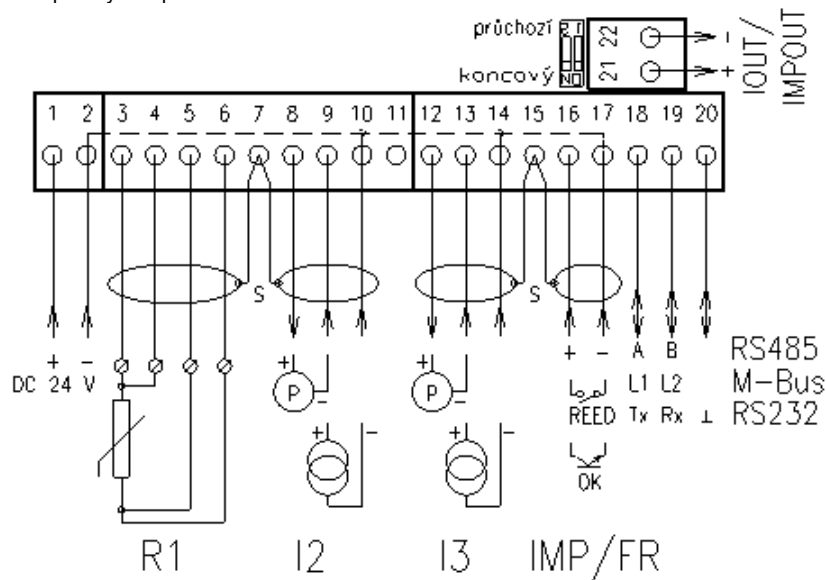 průchozí
koncový
21 22
IOUT/
IMPOUT
1 2 3 4 5 6 7 8 9 10 11 12 13 14 15 16 17 18 19 20
S S
+ - + - A B RS485
DC 24 V P P L1 L2 M-Bus
REED Tx Rx ⊥ RS232
+ - + -
OK
R1 I2 I3 IMP/FR